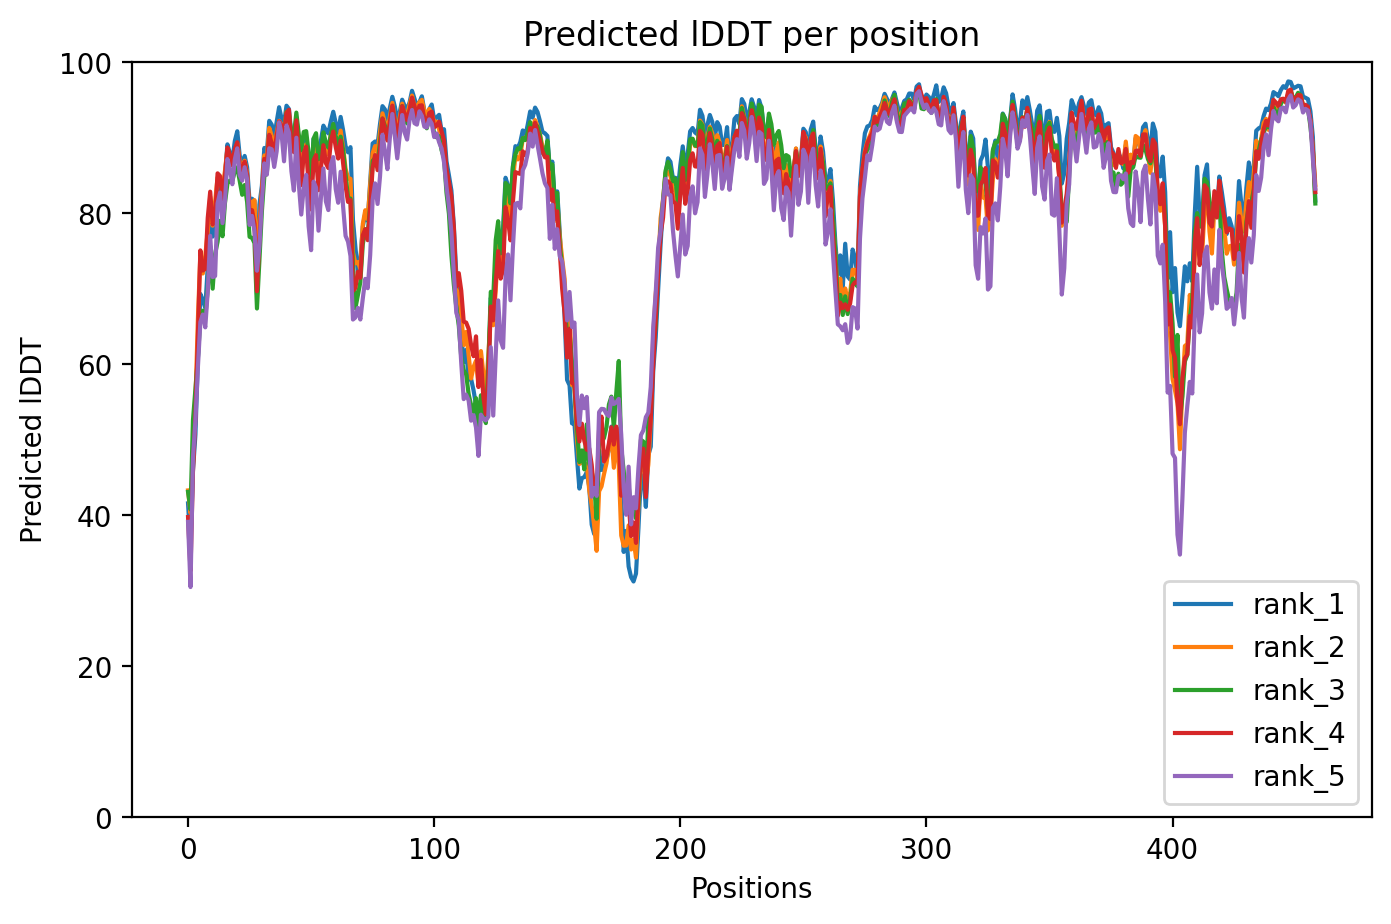 Predicted lDDT per position
Predicted lDDT
100
80
60
40
20
0
0 100 200 300 400
Positions
rank_1
rank_2
rank_3
rank_4
rank_5